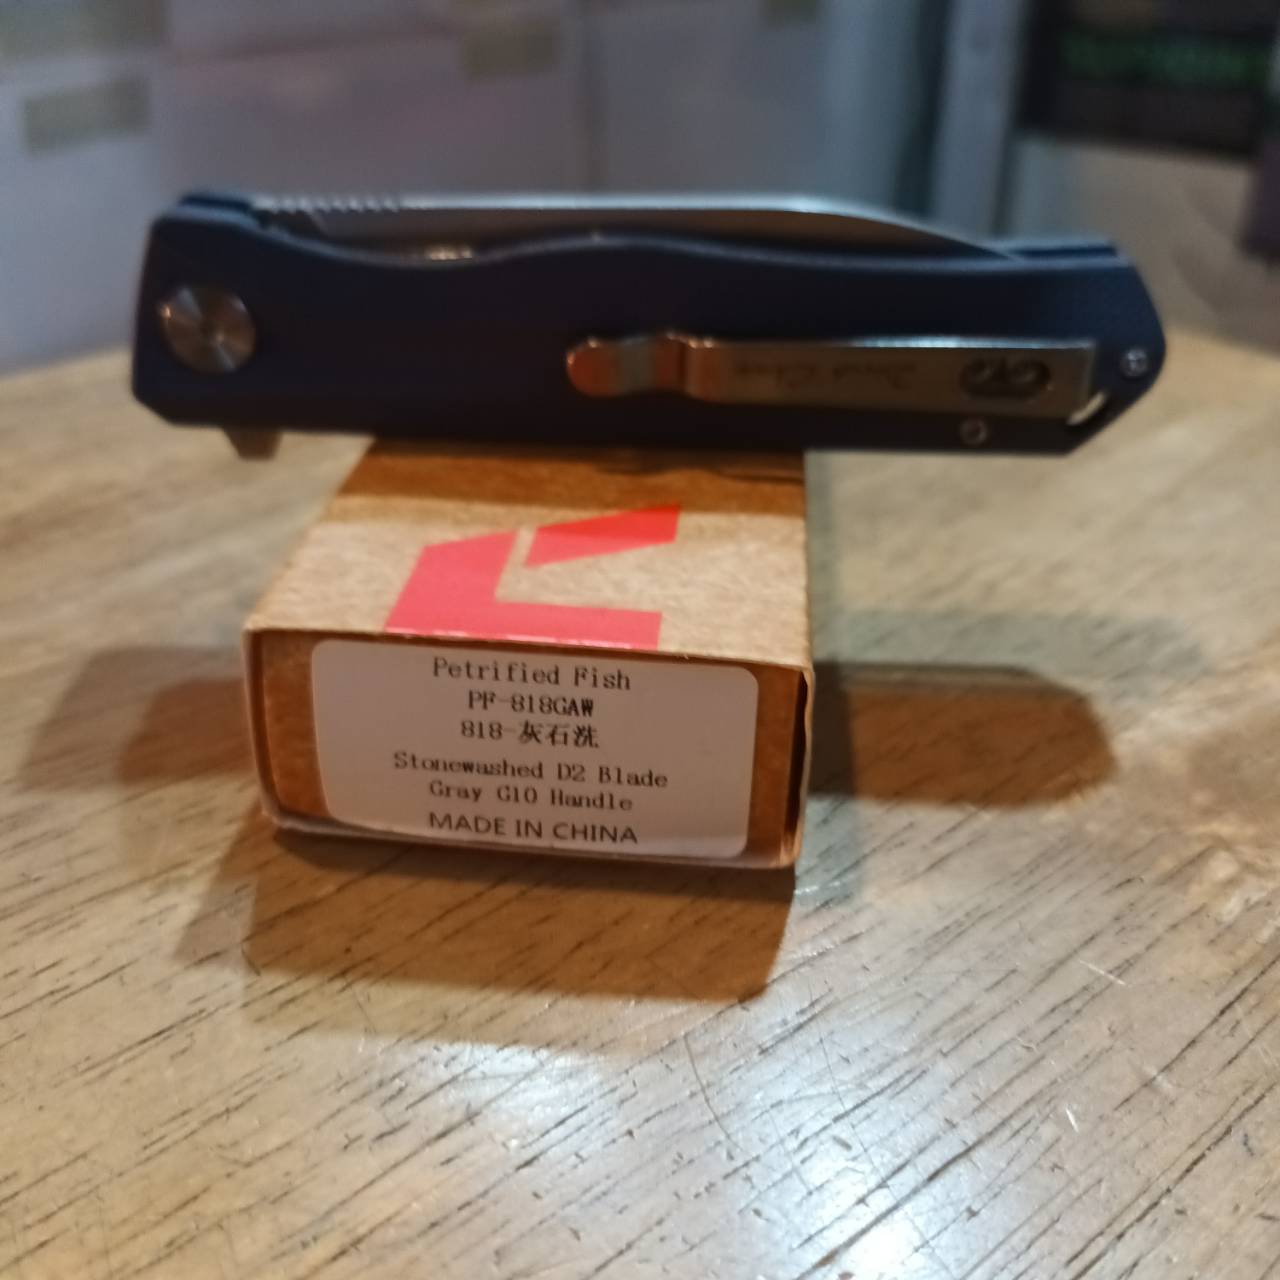 Petrified Fish
PF-818GAW
818-灰石洗
Stonewashed D2 Blade
Gray G10 Handle
MADE IN CHINA